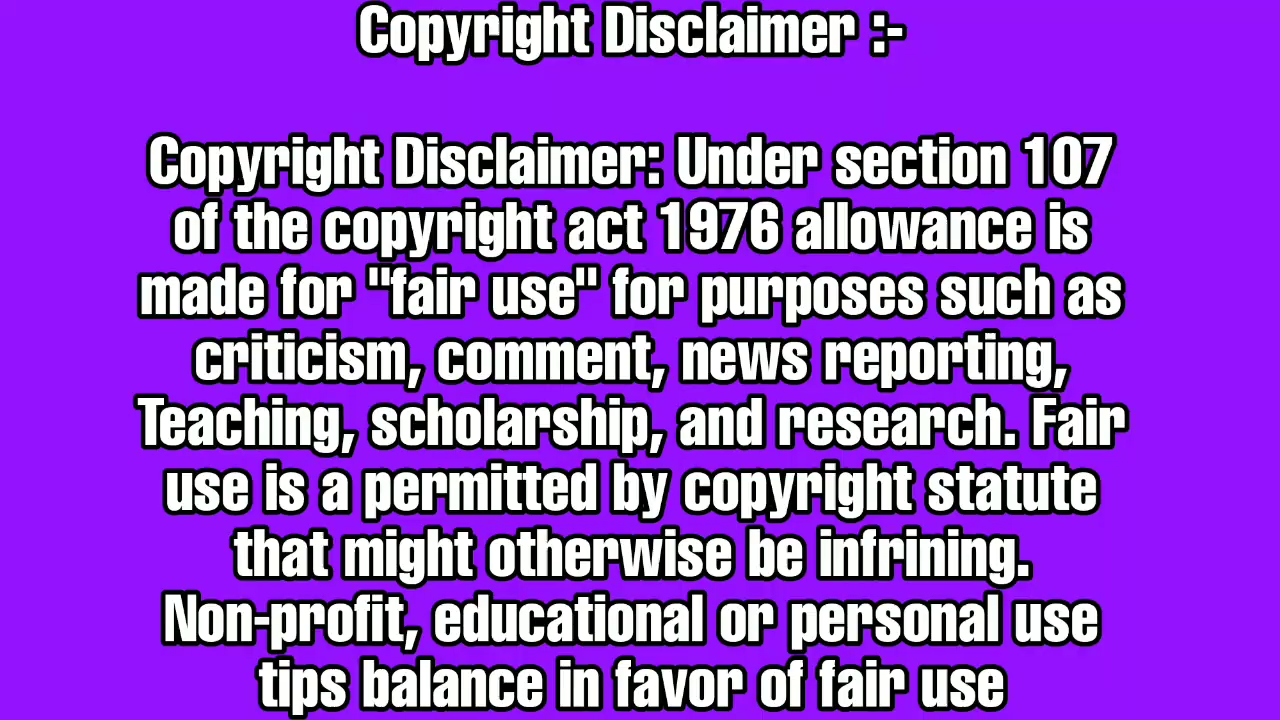 Copyright Disclaimer :-
Copyright Disclaimer: Under section 107
of the copyright act 1976 allowance is
made for "fair use" for purposes such as
criticism, comment, news reporting,
Teaching, scholarship, and research. Fair
use is a permitted by copyright statute
that might otherwise be infrining.
Non-profit, educational or personal use
tips balance in favor of fair use